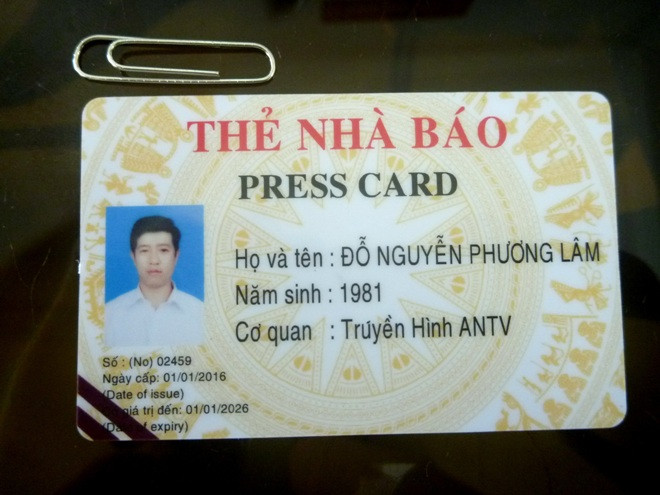 THẺ NHÀ BÁO
PRESS CARD
Họ và tên : ĐỖ NGUYỄN PHƯƠNG LÂM
Năm sinh : 1981
Cơ quan : Truyền Hình ANTV
Số : (No) 02459
Ngày cấp: 01/01/2016
(Date of issue)
giá trị đến: 01/01/2026
(Date of expiry)